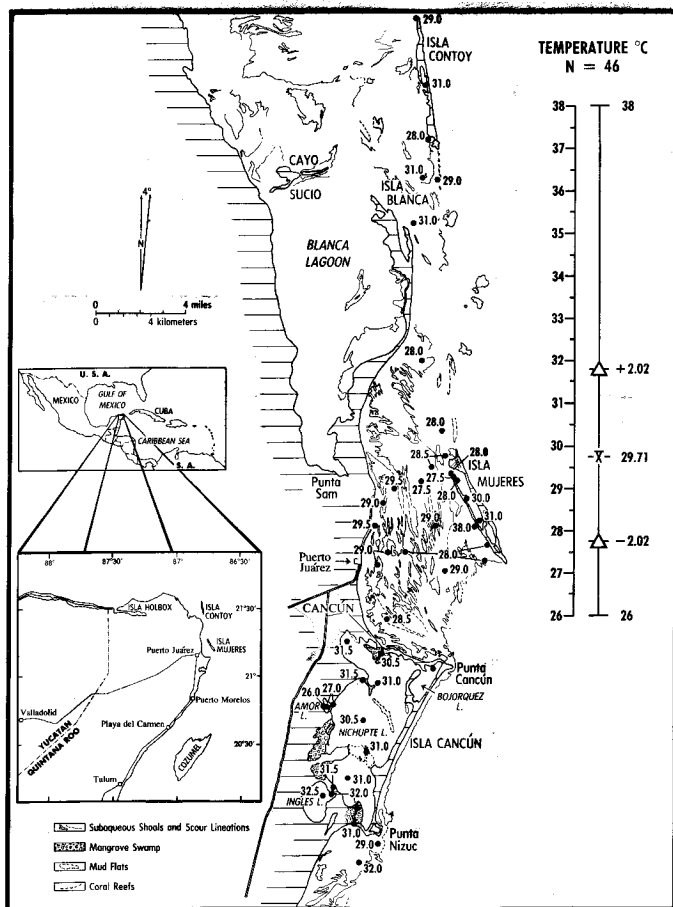 TEMPERATURE °C
N = 46
38
37
36
35
34
33
32
31
30
29
28
27
26
38
+ 2.02
29.71
− 2.02
26
29.0
ISLA
CONTOY
31.0
28.0
31.0
29.0
CAYO
SUCIO
ISLA
BLANCA
31.0
BLANCA
LAGOON
4°
N
0 4 miles
0 4 kilometers
28.0
28.0
28.5
28.0
ISLA
MUJERES
27.5
27.5
28.0
30.0
31.0
38.0
29.5
29.0
29.5
29.0
29.0
28.0
29.0
Punta
Sam
Puerto
Juárez
CANCÚN
28.5
31.5
30.5
31.5
31.0
Punta
Cancún
BOJORQUEZ
L.
26.0
27.0
AMOR
L.
30.5
NICHUPTE L.
ISLA CANCÚN
31.0
31.5
31.0
32.5
32.0
INGLES L.
31.0
29.0
Punta
Nizuc
32.0
U. S. A.
MEXICO
GULF OF
MEXICO
CUBA
CARIBBEAN SEA
S. A.
88°
87°30'
87°
86°30'
ISLA HOLBOX
21°30'
ISLA
CONTOY
ISLA
MUJERES
Puerto Juárez
21°
Puerto Morelos
Valladolid
Playa del Carmen
20°30'
YUCATAN
QUINTANA ROO
COZUMEL
Tulum
Subaqueous Shoals and Scour Lineations
Mangrove Swamp
Mud Flats
Coral Reefs